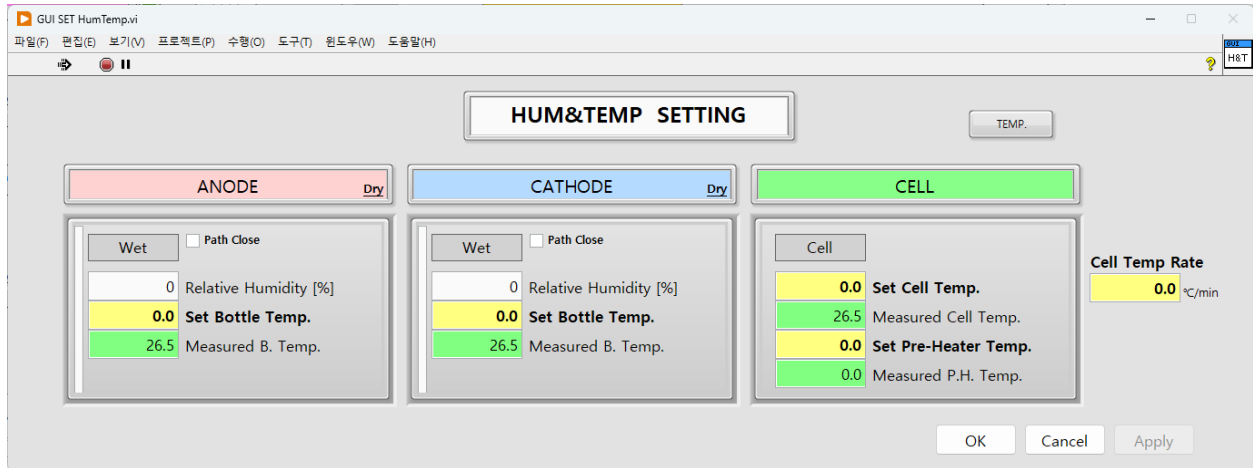 GUI SET HumTemp.vi
파일(F) 편집(E) 보기(V) 프로젝트(P) 수행(O) 도구(T) 윈도우(W) 도움말(H)
GUI
H&T
HUM&TEMP SETTING
TEMP.
ANODE Dry
Wet Path Close
0 Relative Humidity [%]
0.0 Set Bottle Temp.
26.5 Measured B. Temp.
CATHODE Dry
Wet Path Close
0 Relative Humidity [%]
0.0 Set Bottle Temp.
26.5 Measured B. Temp.
CELL
Cell
0.0 Set Cell Temp.
26.5 Measured Cell Temp.
0.0 Set Pre-Heater Temp.
0.0 Measured P.H. Temp.
Cell Temp Rate
0.0 ℃/min
OK Cancel Apply